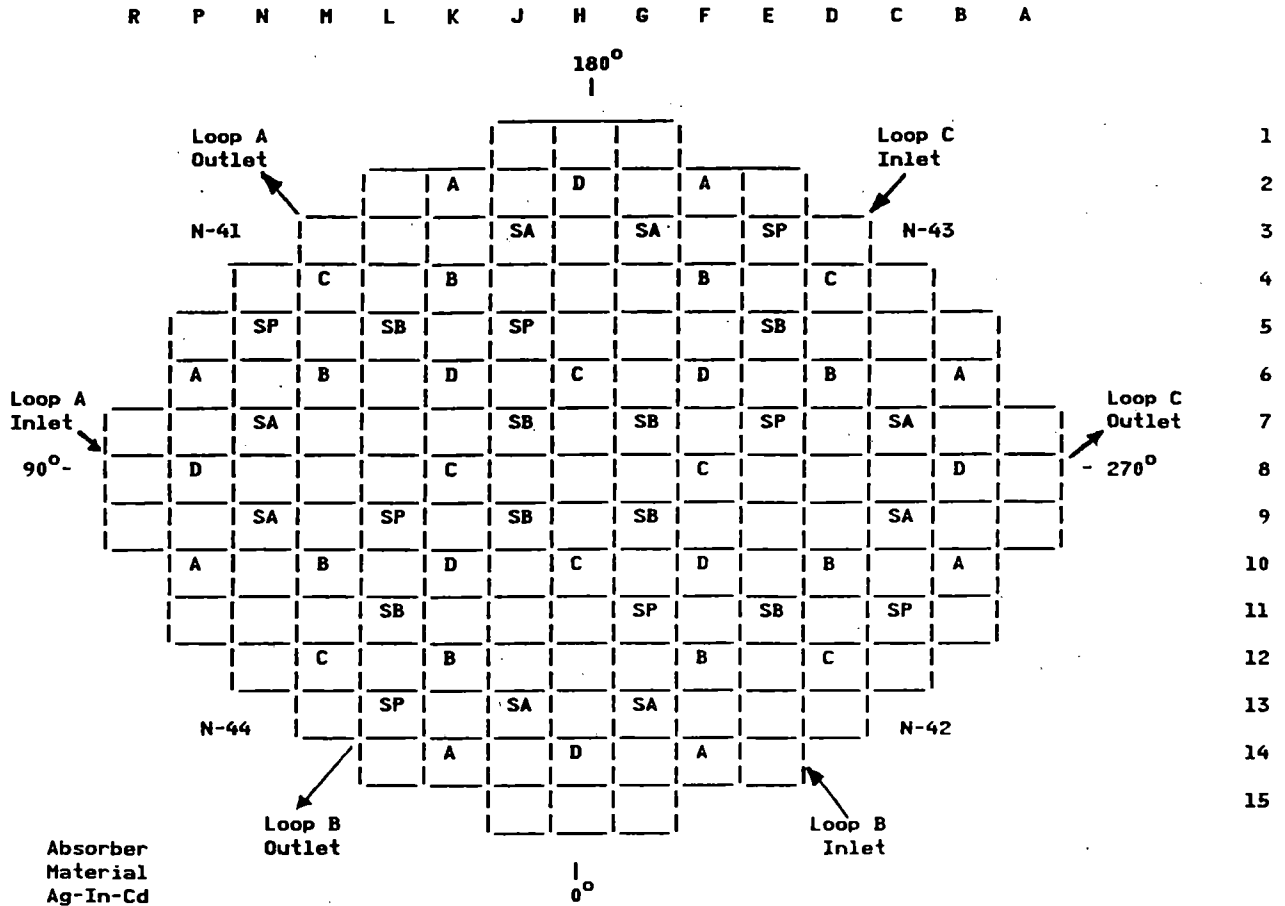 R P N M L K J H G F E D C B A
180°
Loop A
Outlet
Loop C
Inlet
1
A D A 2
N-41 SA SA SP N-43 3
C B B D 4
SP SB SP SB 5
A B D C D B A 6
Loop A
Inlet
Loop C
Outlet
SA SB SB SP SA 7
90°- D C C D - 270° 8
SA SP SB SB SA 9
A B D C D B A 10
SB SP SB SP 11
C B B C 12
SP SA SA 13
N-44 N-42
A D A 14
15
Loop B
Outlet
Loop B
Inlet
Absorber
Material
Ag-In-Cd
0°